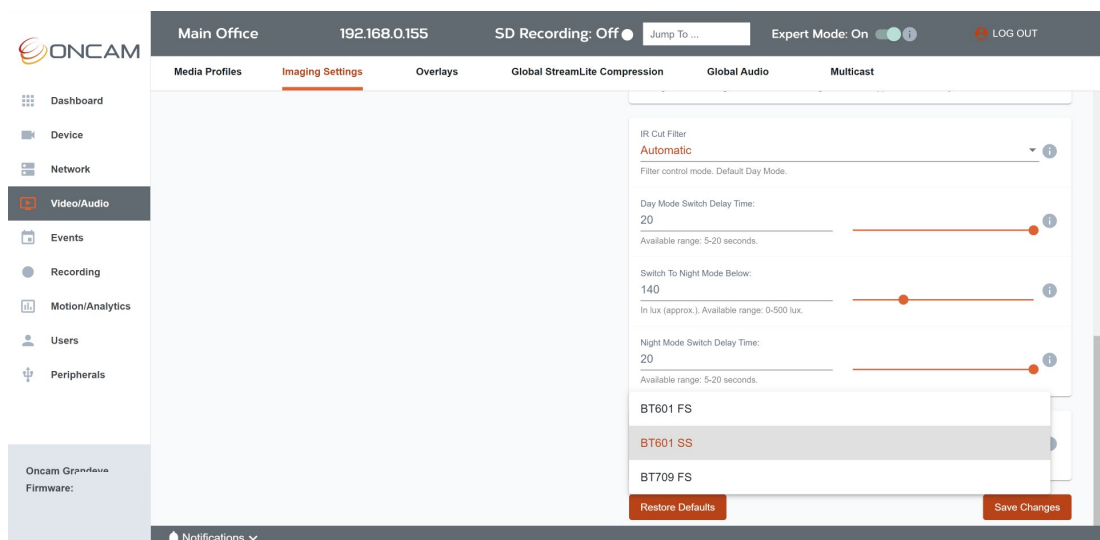 ONCAM
Main Office
192.168.0.155
SD Recording: Off
Jump To ...
Expert Mode: On
LOG OUT
Media Profiles
Imaging Settings
Overlays
Global StreamLite Compression
Global Audio
Multicast
Dashboard
Device
Network
Video/Audio
Events
Recording
Motion/Analytics
Users
Peripherals
Oncam Grandeye
Firmware:
IR Cut Filter
Automatic
Filter control mode. Default Day Mode.
Day Mode Switch Delay Time:
20
Available range: 5-20 seconds.
Switch To Night Mode Below:
140
In lux (approx.). Available range: 0-500 lux.
Night Mode Switch Delay Time:
20
Available range: 5-20 seconds.
BT601 FS
BT601 SS
BT709 FS
Restore Defaults
Save Changes
Notifications